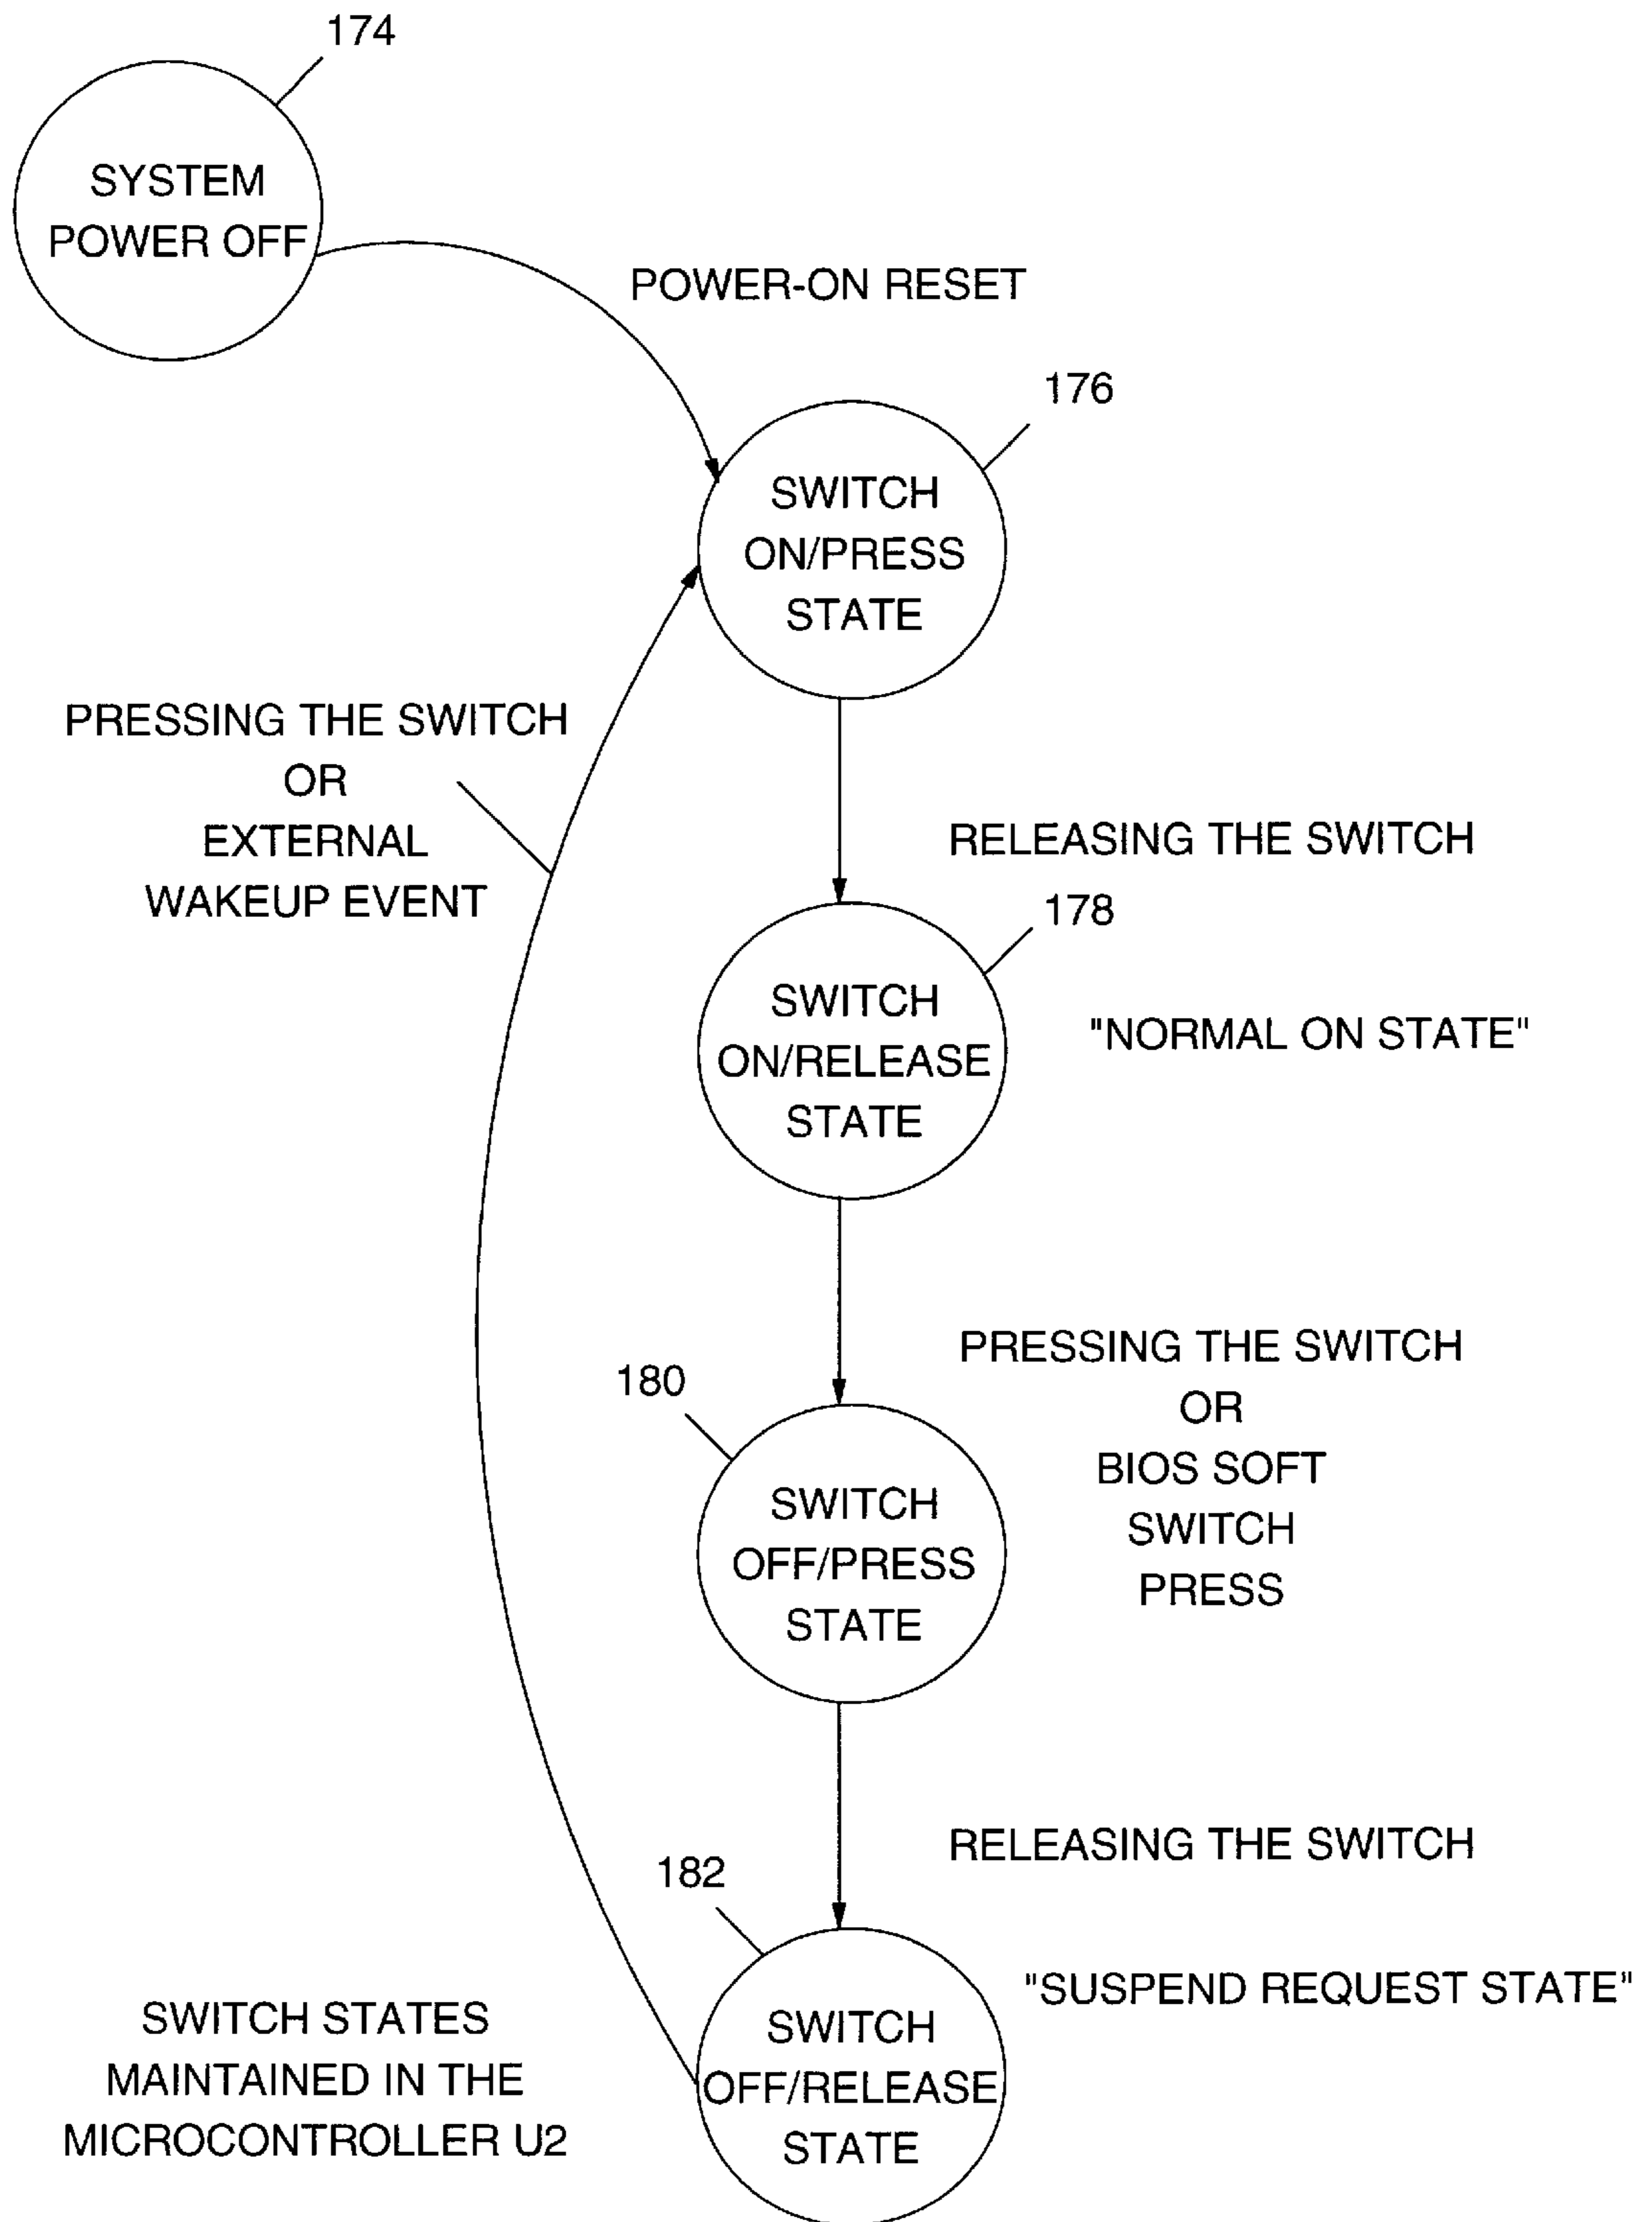 174
SYSTEM
POWER OFF
POWER-ON RESET
176
SWITCH
ON/PRESS
STATE
PRESSING THE SWITCH
OR
EXTERNAL
WAKEUP EVENT
RELEASING THE SWITCH
178
SWITCH
ON/RELEASE
STATE
"NORMAL ON STATE"
PRESSING THE SWITCH
OR
BIOS SOFT
SWITCH
PRESS
180
SWITCH
OFF/PRESS
STATE
RELEASING THE SWITCH
182
"SUSPEND REQUEST STATE"
SWITCH
OFF/RELEASE
STATE
SWITCH STATES
MAINTAINED IN THE
MICROCONTROLLER U2